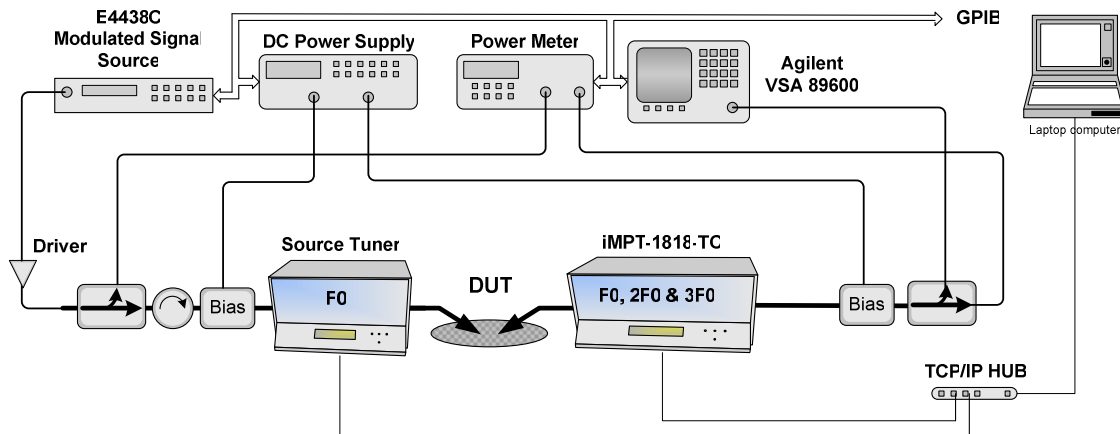 E4438C
Modulated Signal
Source
DC Power Supply
Power Meter
GPIB
Agilent
VSA 89600
Laptop computer
Driver
Source Tuner
iMPT-1818-TC
DUT
F0
F0, 2F0 & 3F0
Bias
Bias
TCP/IP HUB